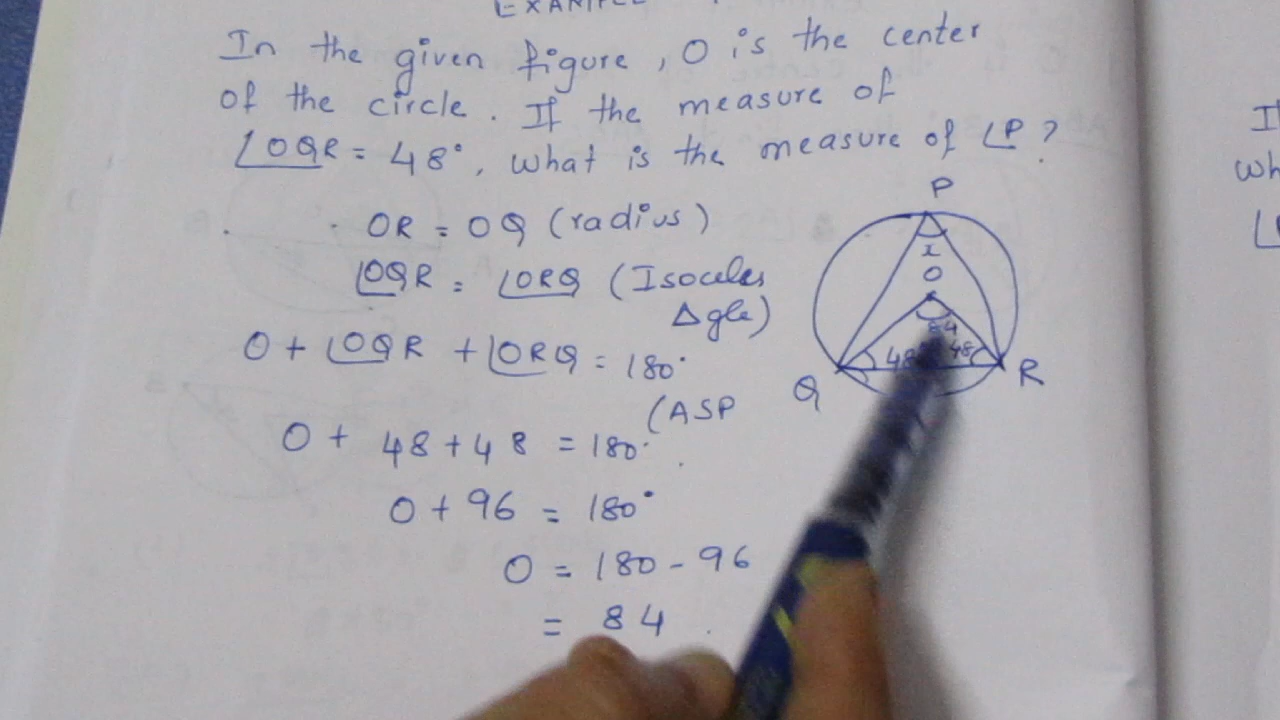 EXAMPLE
In the given figure, O is the center
of the circle. If the measure of
∠OQR = 48°, what is the measure of ∠P?
OR = OQ (radius)
∠OQR = ∠ORQ (Isoceles
Δgle)
O + ∠OQR + ∠ORQ = 180°
(ASP
O + 48 + 48 = 180°
O + 96 = 180°
O = 180 - 96
= 84
P
x
O
84
48
48
Q
R
I
wh
∠